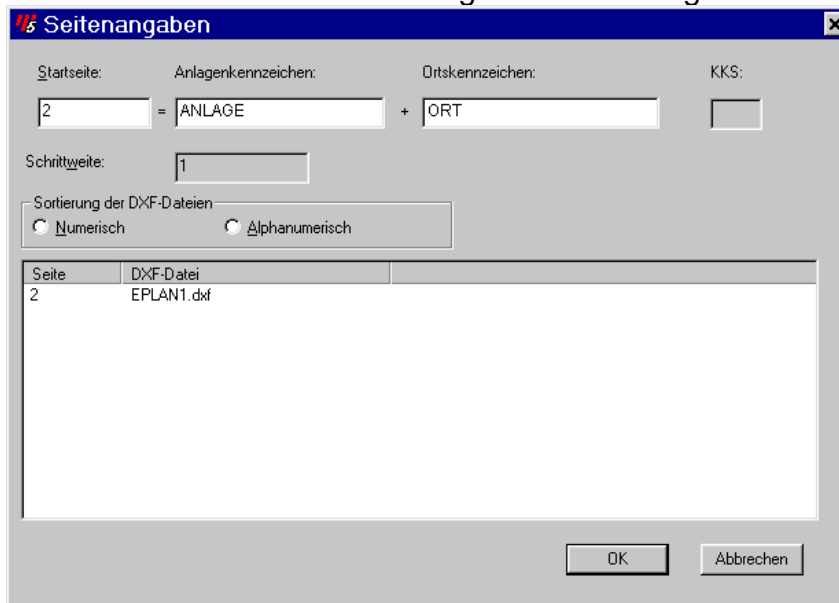 Seitenangaben
Startseite: Anlagenkennzeichen: Ortskennzeichen: KKS:
2 = ANLAGE + ORT
Schrittweite: 1
Sortierung der DXF-Dateien
Numerisch Alphanumerisch
Seite DXF-Datei
2 EPLAN1.dxf
OK Abbrechen